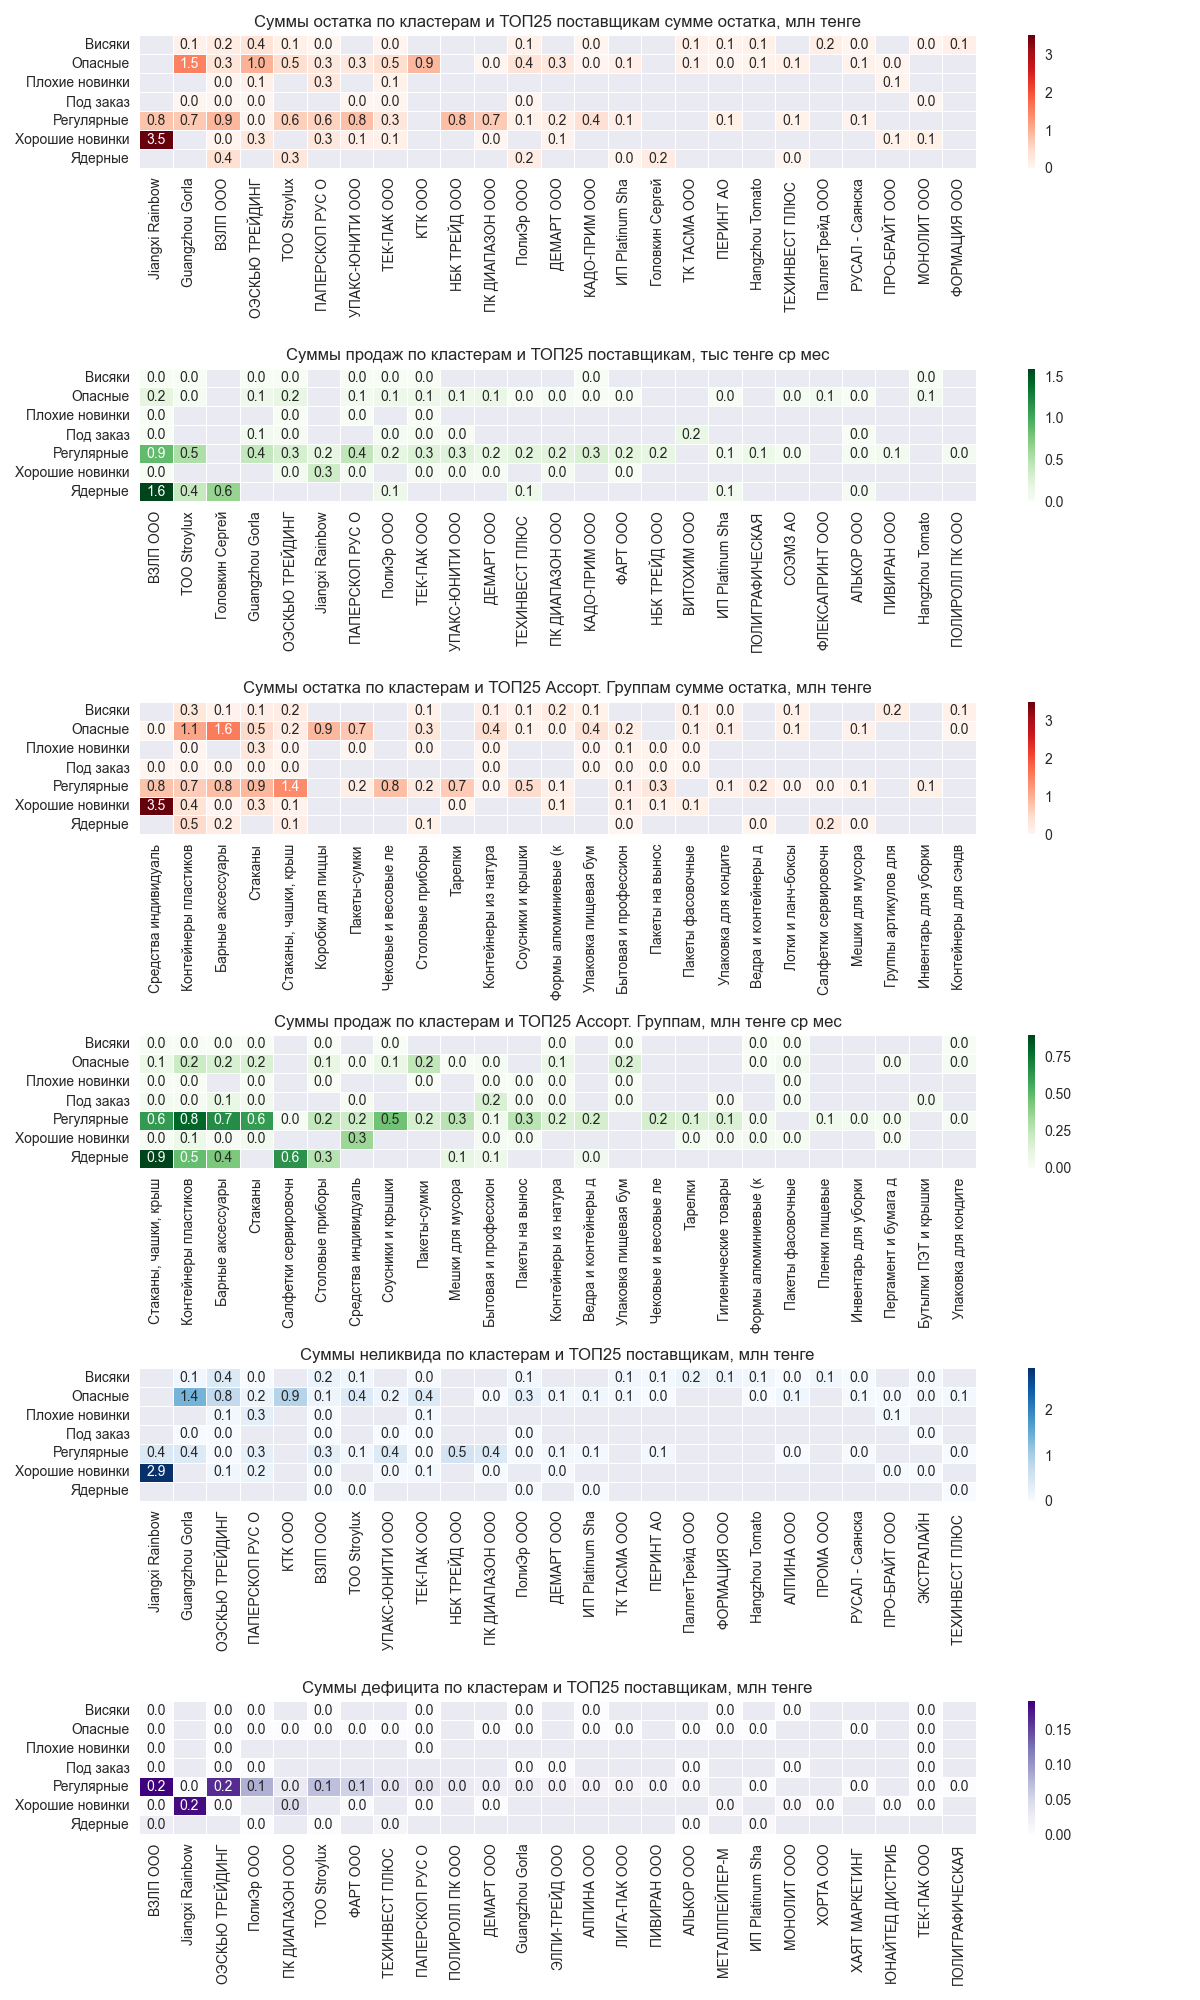 Суммы остатка по кластерам и ТОП25 поставщикам сумме остатка, млн тенге
Висяки 0.1 0.2 0.4 0.1 0.0 0.0 0.1 0.0 0.1 0.1 0.1 0.2 0.0 0.0 0.1
Опасные 1.5 0.3 1.0 0.5 0.3 0.3 0.5 0.9 0.0 0.4 0.3 0.0 0.1 0.1 0.0 0.1 0.1 0.1 0.0
Плохие новинки 0.0 0.1 0.3 0.1 0.1
Под заказ 0.0 0.0 0.0 0.0 0.0 0.0 0.0
Регулярные 0.8 0.7 0.9 0.0 0.6 0.6 0.8 0.3 0.8 0.7 0.1 0.2 0.4 0.1 0.1 0.1 0.1
Хорошие новинки 3.5 0.0 0.3 0.3 0.1 0.1 0.0 0.1 0.1 0.1
Ядерные 0.4 0.3 0.2 0.0 0.2 0.0
3
2
1
0
Jiangxi Rainbow
Guangzhou Gorla
ВЗЛП ООО
ОЭСКЬЮ ТРЕЙДИНГ
ТОО Stroylux
ПАПЕРСКОП РУС О
УПАКС-ЮНИТИ ООО
ТЕК-ПАК ООО
КТК ООО
НБК ТРЕЙД ООО
ПК ДИАПАЗОН ООО
ПолиЭр ООО
ДЕМАРТ ООО
КАДО-ПРИМ ООО
ИП Platinum Sha
Головкин Сергей
ТК ТАСМА ООО
ПЕРИНТ АО
Hangzhou Tomato
ТЕХИНВЕСТ ПЛЮС
ПаллетТрейд ООО
РУСАЛ - Саянска
ПРО-БРАЙТ ООО
МОНОЛИТ ООО
ФОРМАЦИЯ ООО
Суммы продаж по кластерам и ТОП25 поставщикам, тыс тенге ср мес
Висяки 0.0 0.0 0.0 0.0 0.0 0.0 0.0 0.0 0.0
Опасные 0.2 0.0 0.1 0.2 0.1 0.1 0.1 0.1 0.1 0.0 0.0 0.0 0.0 0.0 0.0 0.1 0.0 0.1
Плохие новинки 0.0 0.0 0.0 0.0
Под заказ 0.0 0.1 0.0 0.0 0.0 0.0 0.2 0.0
Регулярные 0.9 0.5 0.4 0.3 0.2 0.4 0.2 0.3 0.3 0.2 0.2 0.2 0.3 0.2 0.2 0.1 0.1 0.0 0.0 0.1 0.0
Хорошие новинки 0.0 0.0 0.3 0.0 0.0 0.0 0.0 0.0 0.0
Ядерные 1.6 0.4 0.6 0.1 0.1 0.1 0.0
1.5
1.0
0.5
0.0
ВЗЛП ООО
ТОО Stroylux
Головкин Сергей
Guangzhou Gorla
ОЭСКЬЮ ТРЕЙДИНГ
Jiangxi Rainbow
ПАПЕРСКОП РУС О
ПолиЭр ООО
ТЕК-ПАК ООО
УПАКС-ЮНИТИ ООО
ДЕМАРТ ООО
ТЕХИНВЕСТ ПЛЮС
ПК ДИАПАЗОН ООО
КАДО-ПРИМ ООО
ФАРТ ООО
НБК ТРЕЙД ООО
ВИТОХИМ ООО
ИП Platinum Sha
ПОЛИГРАФИЧЕСКАЯ
СОЭМЗ АО
ФЛЕКСАПРИНТ ООО
АЛЬКОР ООО
ПИВИРАН ООО
Hangzhou Tomato
ПОЛИРОЛЛ ПК ООО
Суммы остатка по кластерам и ТОП25 Ассорт. Группам сумме остатка, млн тенге
Висяки 0.3 0.1 0.1 0.2 0.1 0.1 0.1 0.2 0.1 0.1 0.0 0.1 0.2 0.1
Опасные 0.0 1.1 1.6 0.5 0.2 0.9 0.7 0.3 0.4 0.1 0.0 0.4 0.2 0.1 0.1 0.1 0.1 0.0
Плохие новинки 0.0 0.3 0.0 0.0 0.0 0.0 0.0 0.1 0.0 0.0
Под заказ 0.0 0.0 0.0 0.0 0.0 0.0 0.0 0.0 0.0 0.0
Регулярные 0.8 0.7 0.8 0.9 1.4 0.2 0.8 0.2 0.7 0.0 0.5 0.1 0.1 0.3 0.1 0.2 0.0 0.0 0.1 0.1
Хорошие новинки 3.5 0.4 0.0 0.3 0.1 0.0 0.1 0.1 0.1 0.1
Ядерные 0.5 0.2 0.1 0.1 0.0 0.0 0.2 0.0
3
2
1
0
Средства индивидуаль
Контейнеры пластиков
Барные аксессуары
Стаканы
Стаканы, чашки, крыш
Коробки для пиццы
Пакеты-сумки
Чековые и весовые ле
Столовые приборы
Тарелки
Контейнеры из натура
Соусники и крышки
Формы алюминиевые (к
Упаковка пищевая бум
Бытовая и профессион
Пакеты на вынос
Пакеты фасовочные
Упаковка для кондите
Ведра и контейнеры д
Лотки и ланч-боксы
Салфетки сервировочн
Мешки для мусора
Группы артикулов для
Инвентарь для уборки
Контейнеры для сэндв
Суммы продаж по кластерам и ТОП25 Ассорт. Группам, млн тенге ср мес
Висяки 0.0 0.0 0.0 0.0 0.0 0.0 0.0 0.0 0.0 0.0 0.0
Опасные 0.1 0.2 0.2 0.2 0.1 0.0 0.1 0.2 0.0 0.0 0.1 0.2 0.0 0.0 0.0 0.0
Плохие новинки 0.0 0.0 0.0 0.0 0.0 0.0 0.0 0.0 0.0 0.0
Под заказ 0.0 0.0 0.1 0.0 0.0 0.2 0.0 0.0 0.0 0.0 0.0 0.0
Регулярные 0.6 0.8 0.7 0.6 0.0 0.2 0.2 0.5 0.2 0.3 0.1 0.3 0.2 0.2 0.2 0.1 0.1 0.0 0.1 0.0 0.0 0.0
Хорошие новинки 0.0 0.1 0.0 0.0 0.3 0.0 0.0 0.0 0.0 0.0 0.0 0.0
Ядерные 0.9 0.5 0.4 0.6 0.3 0.1 0.1 0.0
0.75
0.50
0.25
0.00
Стаканы, чашки, крыш
Контейнеры пластиков
Барные аксессуары
Стаканы
Салфетки сервировочн
Столовые приборы
Средства индивидуаль
Соусники и крышки
Пакеты-сумки
Мешки для мусора
Бытовая и профессион
Пакеты на вынос
Контейнеры из натура
Ведра и контейнеры д
Упаковка пищевая бум
Чековые и весовые ле
Тарелки
Гигиенические товары
Формы алюминиевые (к
Пакеты фасовочные
Пленки пищевые
Инвентарь для уборки
Пергамент и бумага д
Бутылки ПЭТ и крышки
Упаковка для кондите
Суммы неликвида по кластерам и ТОП25 поставщикам, млн тенге
Висяки 0.1 0.4 0.0 0.2 0.1 0.0 0.1 0.1 0.1 0.2 0.1 0.1 0.0 0.1 0.0 0.0
Опасные 1.4 0.8 0.2 0.9 0.1 0.4 0.2 0.4 0.0 0.3 0.1 0.1 0.1 0.0 0.0 0.1 0.1 0.0 0.0 0.1
Плохие новинки 0.1 0.3 0.0 0.1 0.1
Под заказ 0.0 0.0 0.0 0.0 0.0 0.0 0.0
Регулярные 0.4 0.4 0.0 0.3 0.3 0.1 0.4 0.0 0.5 0.4 0.0 0.1 0.1 0.1 0.0 0.0 0.0
Хорошие новинки 2.9 0.1 0.2 0.0 0.0 0.1 0.0 0.0 0.0 0.0
Ядерные 0.0 0.0 0.0 0.0 0.0
2
1
0
Jiangxi Rainbow
Guangzhou Gorla
ОЭСКЬЮ ТРЕЙДИНГ
ПАПЕРСКОП РУС О
КТК ООО
ВЗЛП ООО
ТОО Stroylux
УПАКС-ЮНИТИ ООО
ТЕК-ПАК ООО
НБК ТРЕЙД ООО
ПК ДИАПАЗОН ООО
ПолиЭр ООО
ДЕМАРТ ООО
ИП Platinum Sha
ТК ТАСМА ООО
ПЕРИНТ АО
ПаллетТрейд ООО
ФОРМАЦИЯ ООО
Hangzhou Tomato
АЛПИНА ООО
ПРОМА ООО
РУСАЛ - Саянска
ПРО-БРАЙТ ООО
ЭКСТРАЛАЙН
ТЕХИНВЕСТ ПЛЮС
Суммы дефицита по кластерам и ТОП25 поставщикам, млн тенге
Висяки 0.0 0.0 0.0 0.0 0.0 0.0 0.0 0.0 0.0 0.0
Опасные 0.0 0.0 0.0 0.0 0.0 0.0 0.0 0.0 0.0 0.0 0.0 0.0 0.0 0.0 0.0 0.0 0.0
Плохие новинки 0.0 0.0 0.0 0.0
Под заказ 0.0 0.0 0.0 0.0 0.0 0.0 0.0 0.0
Регулярные 0.2 0.0 0.2 0.1 0.0 0.1 0.1 0.0 0.0 0.0 0.0 0.0 0.0 0.0 0.0 0.0 0.0 0.0 0.0 0.0 0.0
Хорошие новинки 0.0 0.2 0.0 0.0 0.0 0.0 0.0 0.0 0.0 0.0 0.0 0.0
Ядерные 0.0 0.0 0.0 0.0 0.0 0.0
0.15
0.10
0.05
0.00
ВЗЛП ООО
Jiangxi Rainbow
ОЭСКЬЮ ТРЕЙДИНГ
ПолиЭр ООО
ПК ДИАПАЗОН ООО
ТОО Stroylux
ФАРТ ООО
ТЕХИНВЕСТ ПЛЮС
ПАПЕРСКОП РУС О
ПОЛИРОЛЛ ПК ООО
ДЕМАРТ ООО
Guangzhou Gorla
ЭЛПИ-ТРЕЙД ООО
АЛПИНА ООО
ЛИГА-ПАК ООО
ПИВИРАН ООО
АЛЬКОР ООО
МЕТАЛЛПЕЙПЕР-М
ИП Platinum Sha
МОНОЛИТ ООО
ХОРТА ООО
ХАЯТ МАРКЕТИНГ
ЮНАЙТЕД ДИСТРИБ
ТЕК-ПАК ООО
ПОЛИГРАФИЧЕСКАЯ